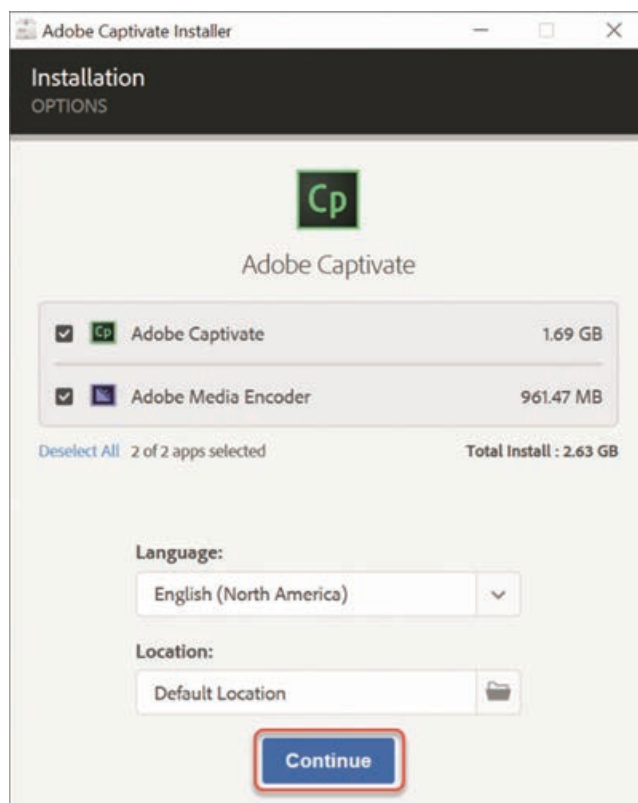 Adobe Captivate Installer
Installation
OPTIONS
Cp
Adobe Captivate
Cp Adobe Captivate 1.69 GB
Adobe Media Encoder 961.47 MB
Deselect All 2 of 2 apps selected Total Install : 2.63 GB
Language:
English (North America)
Location:
Default Location
Continue